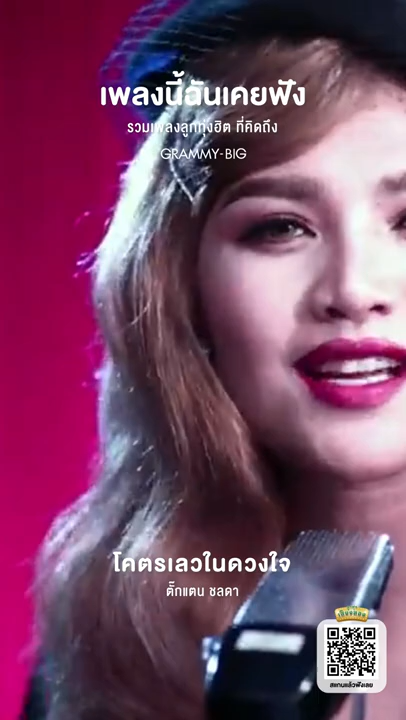 เพลงนี้ฉันเคยฟัง
รวมเพลงลูกทุ่งฮิต ที่คิดถึง
GRAMMY-BIG
โคตรเลวในดวงใจ
ตั๊กแตน ชลดา
สแกนแล้วฟังเลย